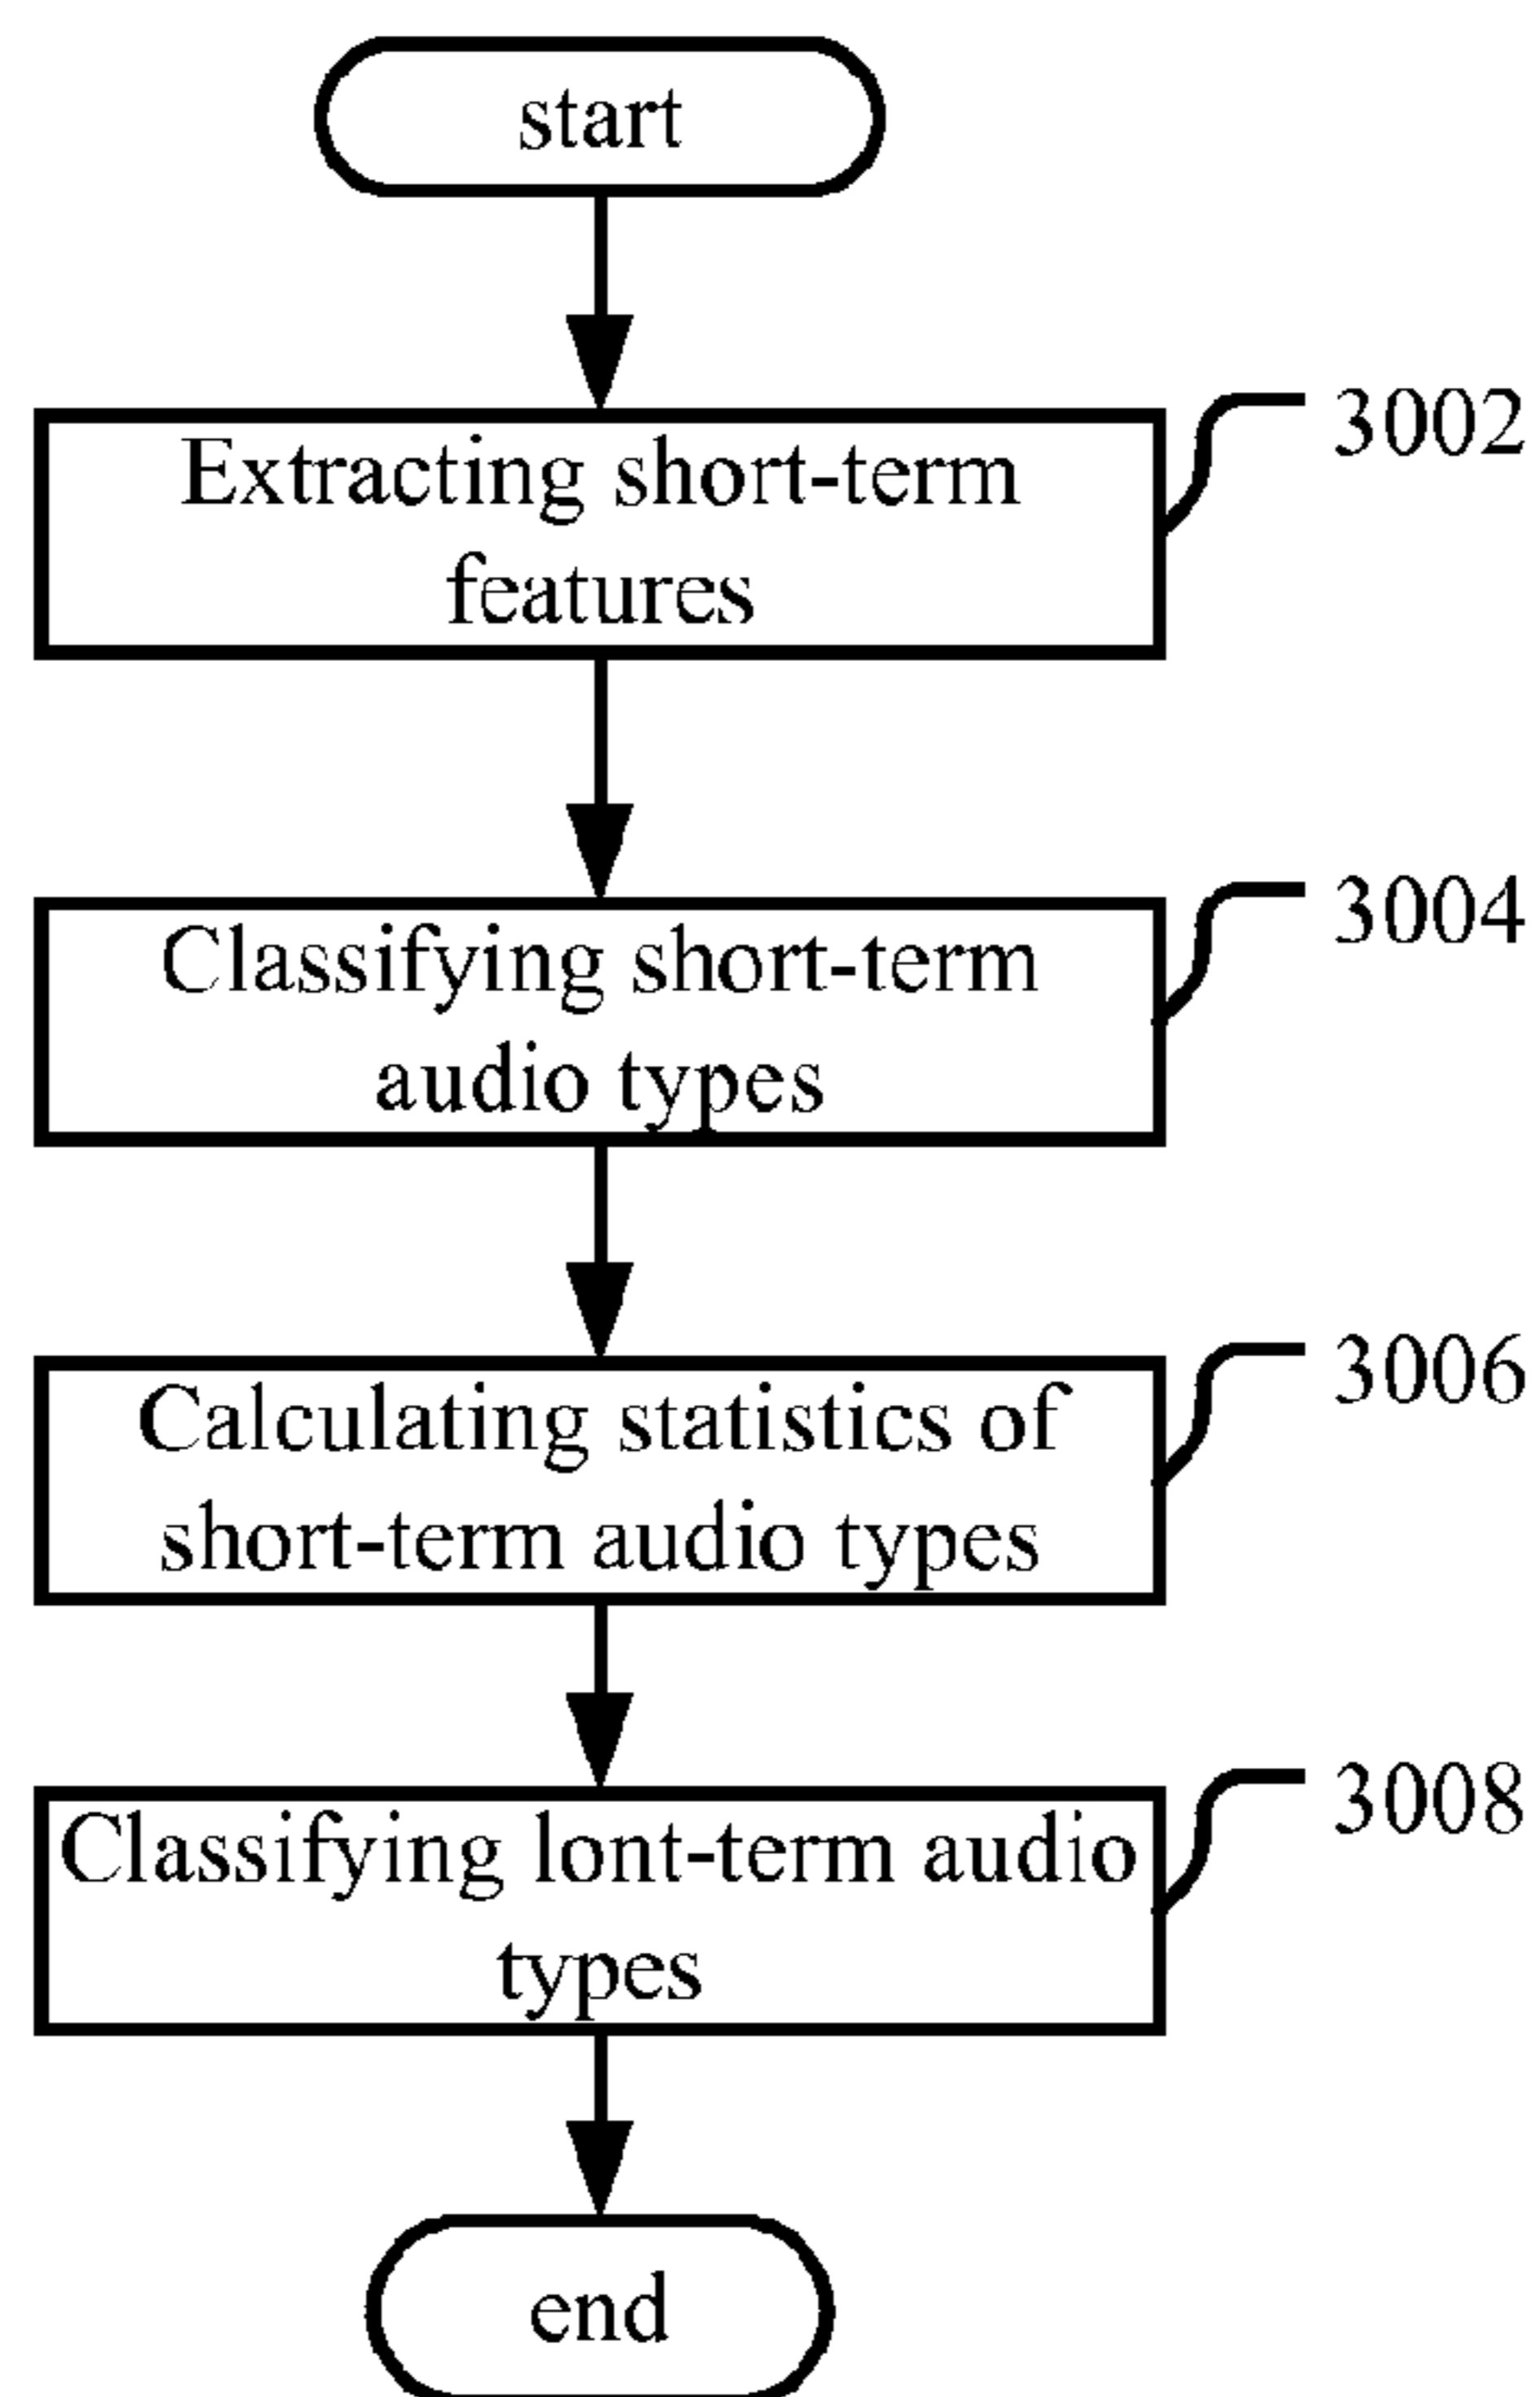 start
3002
Extracting short-term
features
3004
Classifying short-term
audio types
3006
Calculating statistics of
short-term audio types
3008
Classifying lont-term audio
types
end